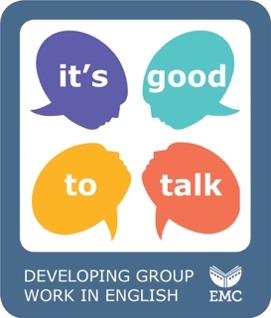 it's good
to talk
DEVELOPING GROUP
WORK IN ENGLISH
EMC